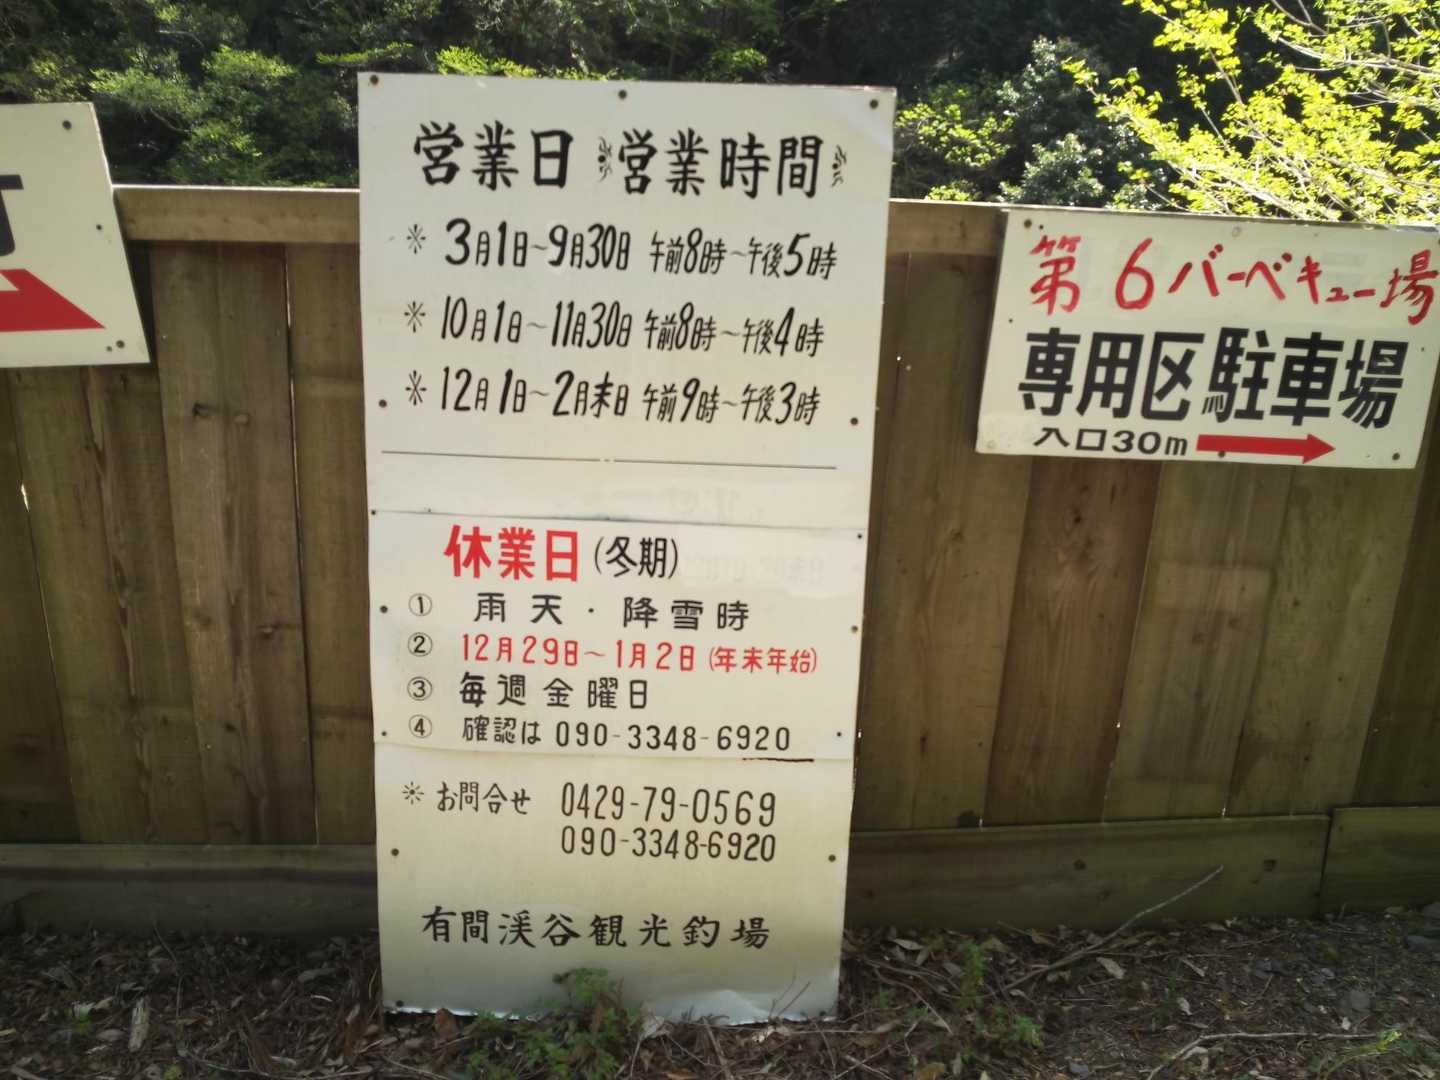 営業日 営業時間
※ 3月1日～9月30日 午前8時～午後5時
※ 10月1日～11月30日 午前8時～午後4時
※ 12月1日～2月末日 午前9時～午後3時
休業日(冬期)
① 雨天・降雪時
② 12月29日～1月2日(年末年始)
③ 毎週金曜日
④ 確認は 090-3348-6920
※ お問合せ 0429-79-0569
090-3348-6920
有間渓谷観光釣場
第6バーベキュー場
専用区駐車場
入口30m